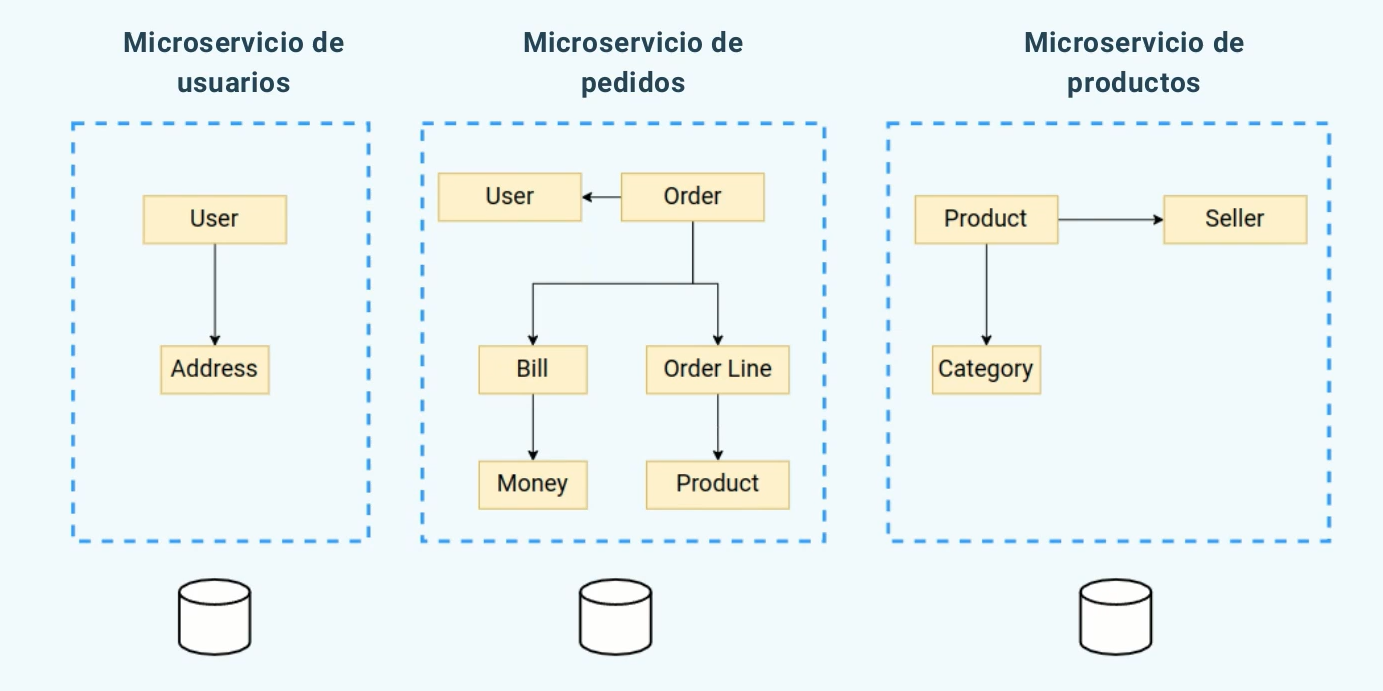 Microservicio de
usuarios
Microservicio de
pedidos
Microservicio de
productos
User
Address
User
Order
Bill
Order Line
Money
Product
Product
Seller
Category